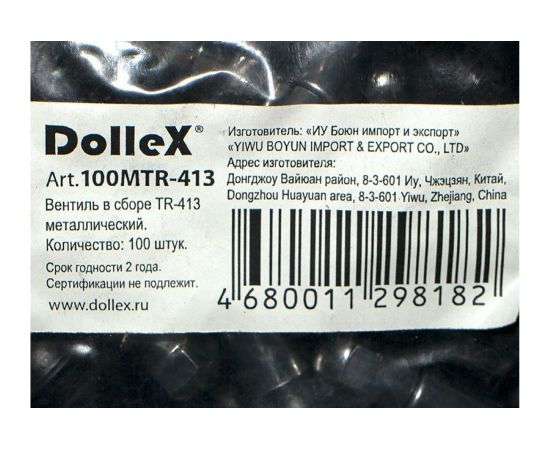 DolleX®
Art.100MTR-413
Вентиль в сборе TR-413
металлический.
Количество: 100 штук.
Срок годности 2 года.
Сертификации не подлежит.
www.dollex.ru
Изготовитель: «ИУ Боюн импорт и экспорт»
«YIWU BOYUN IMPORT & EXPORT CO., LTD»
Адрес изготовителя:
Донгджоу Вайюан район, 8-3-601 Иу, Чжэцзян, Китай,
Dongzhou Huayuan area, 8-3-601 Yiwu, Zhejiang, China
4 680011 298182